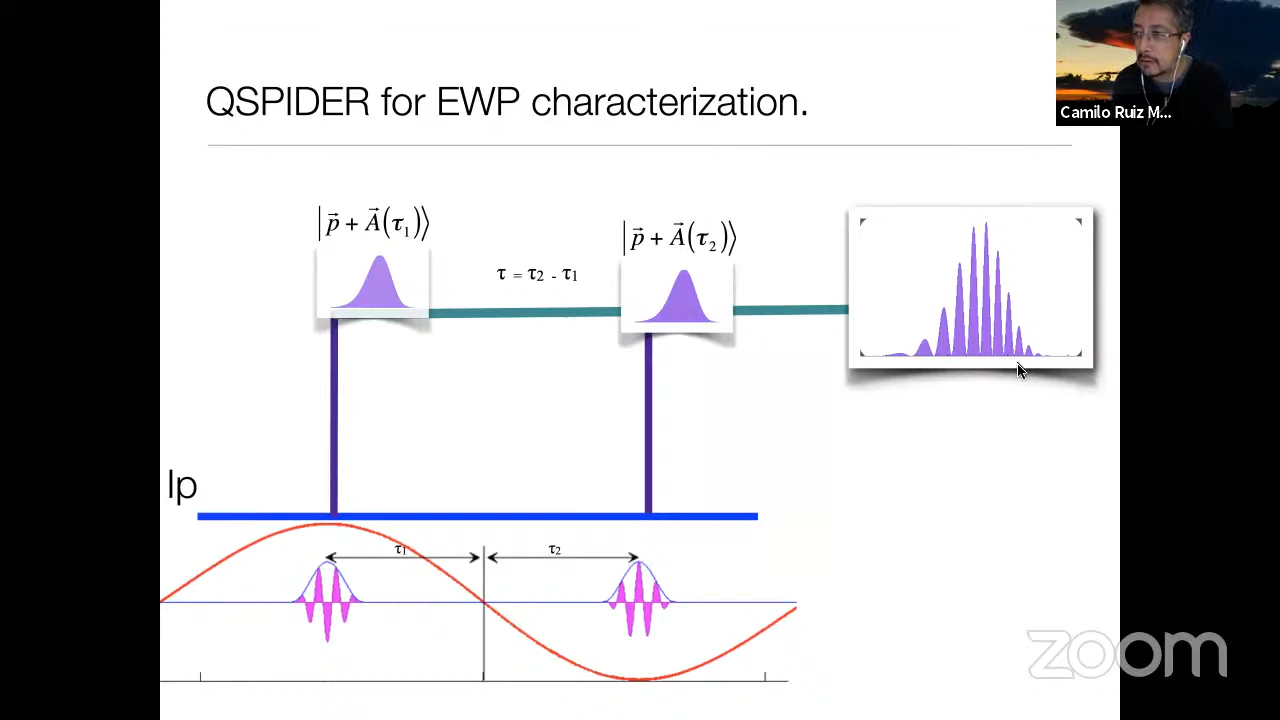 QSPIDER for EWP characterization.
Camilo Ruiz M...
|p⃗ + A⃗(τ₁)⟩
|p⃗ + A⃗(τ₂)⟩
τ = τ₂ - τ₁
Ip
τ₁
τ₂
zoom